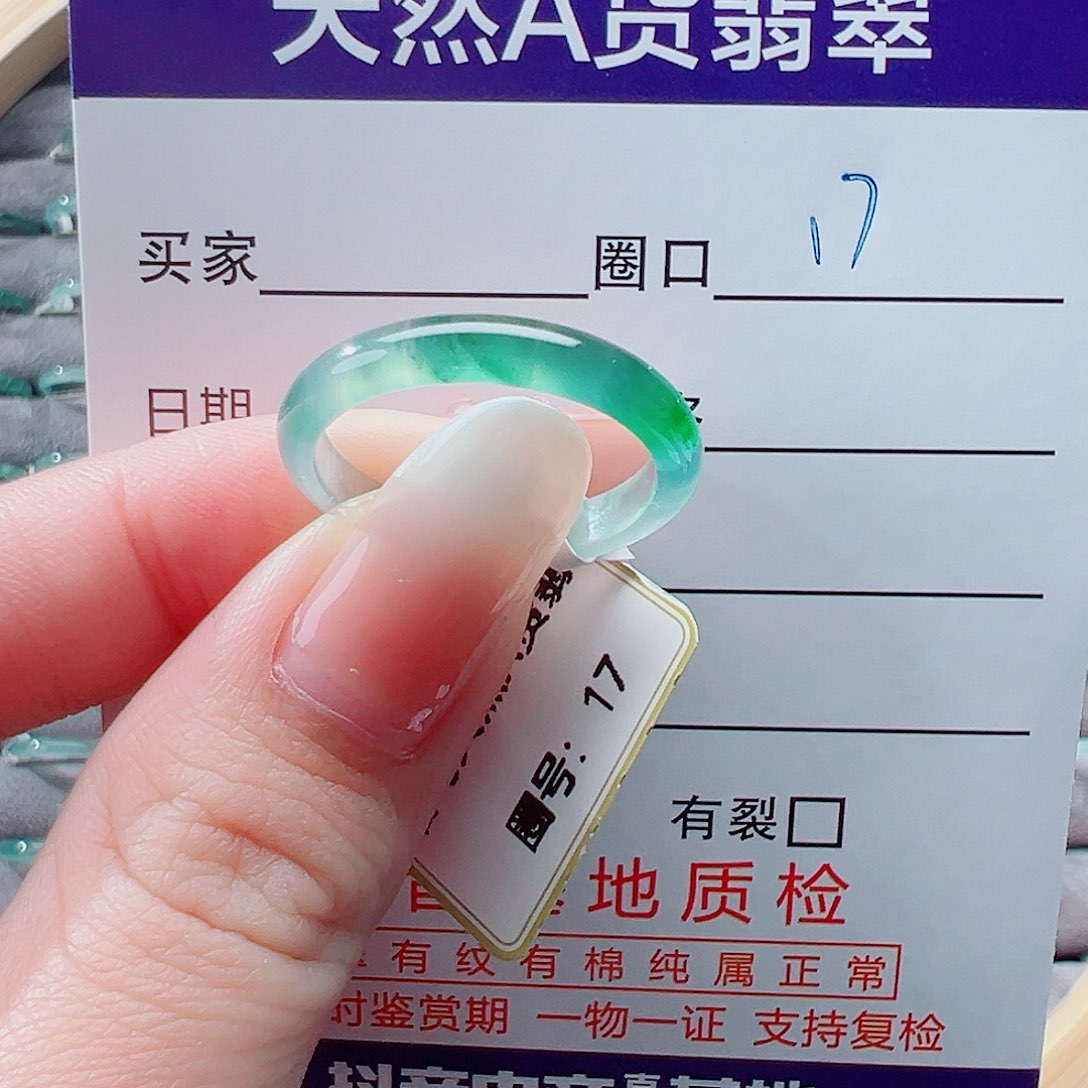 天然A货翡翠
买家 圈口 17
日期
17
圈号:
有裂□
地质检
有纹有棉纯属正常
时鉴赏期 一物一证 支持复检